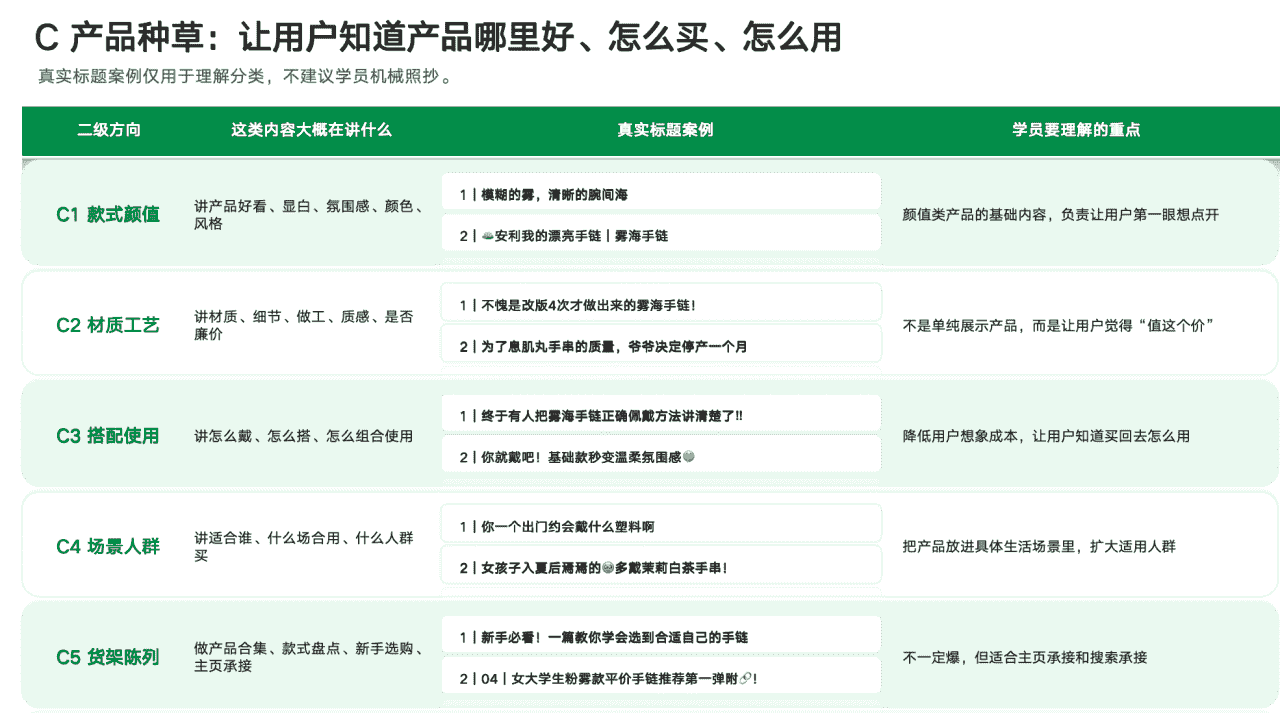 C 产品种草：让用户知道产品哪里好、怎么买、怎么用
真实标题案例仅用于理解分类，不建议学员机械照抄。
二级方向
这类内容大概在讲什么
真实标题案例
学员要理解的重点
C1 款式颜值
讲产品好看、显白、氛围感、颜色、
风格
1｜模糊的雾，清晰的腕间海
2｜安利我的漂亮手链｜雾海手链
颜值类产品的基础内容，负责让用户第一眼想点开
C2 材质工艺
讲材质、细节、做工、质感、是否
廉价
1｜不愧是改版4次才做出来的雾海手链！
2｜为了息肌丸手串的质量，爷爷决定停产一个月
不是单纯展示产品，而是让用户觉得“值这个价”
C3 搭配使用
讲怎么戴、怎么搭、怎么组合使用
1｜终于有人把雾海手链正确佩戴方法讲清楚了‼
2｜你就戴吧！基础款秒变温柔氛围感
降低用户想象成本，让用户知道买回去怎么用
C4 场景人群
讲适合谁、什么场合用、什么人群
买
1｜你一个出门约会戴什么塑料啊
2｜女孩子入夏后焉焉的多戴茉莉白茶手串！
把产品放进具体生活场景里，扩大适用人群
C5 货架陈列
做产品合集、款式盘点、新手选购、
主页承接
1｜新手必看！一篇教你学会选到合适自己的手链
2｜04｜女大学生粉雾款平价手链推荐第一弹附🔗！
不一定爆，但适合主页承接和搜索承接